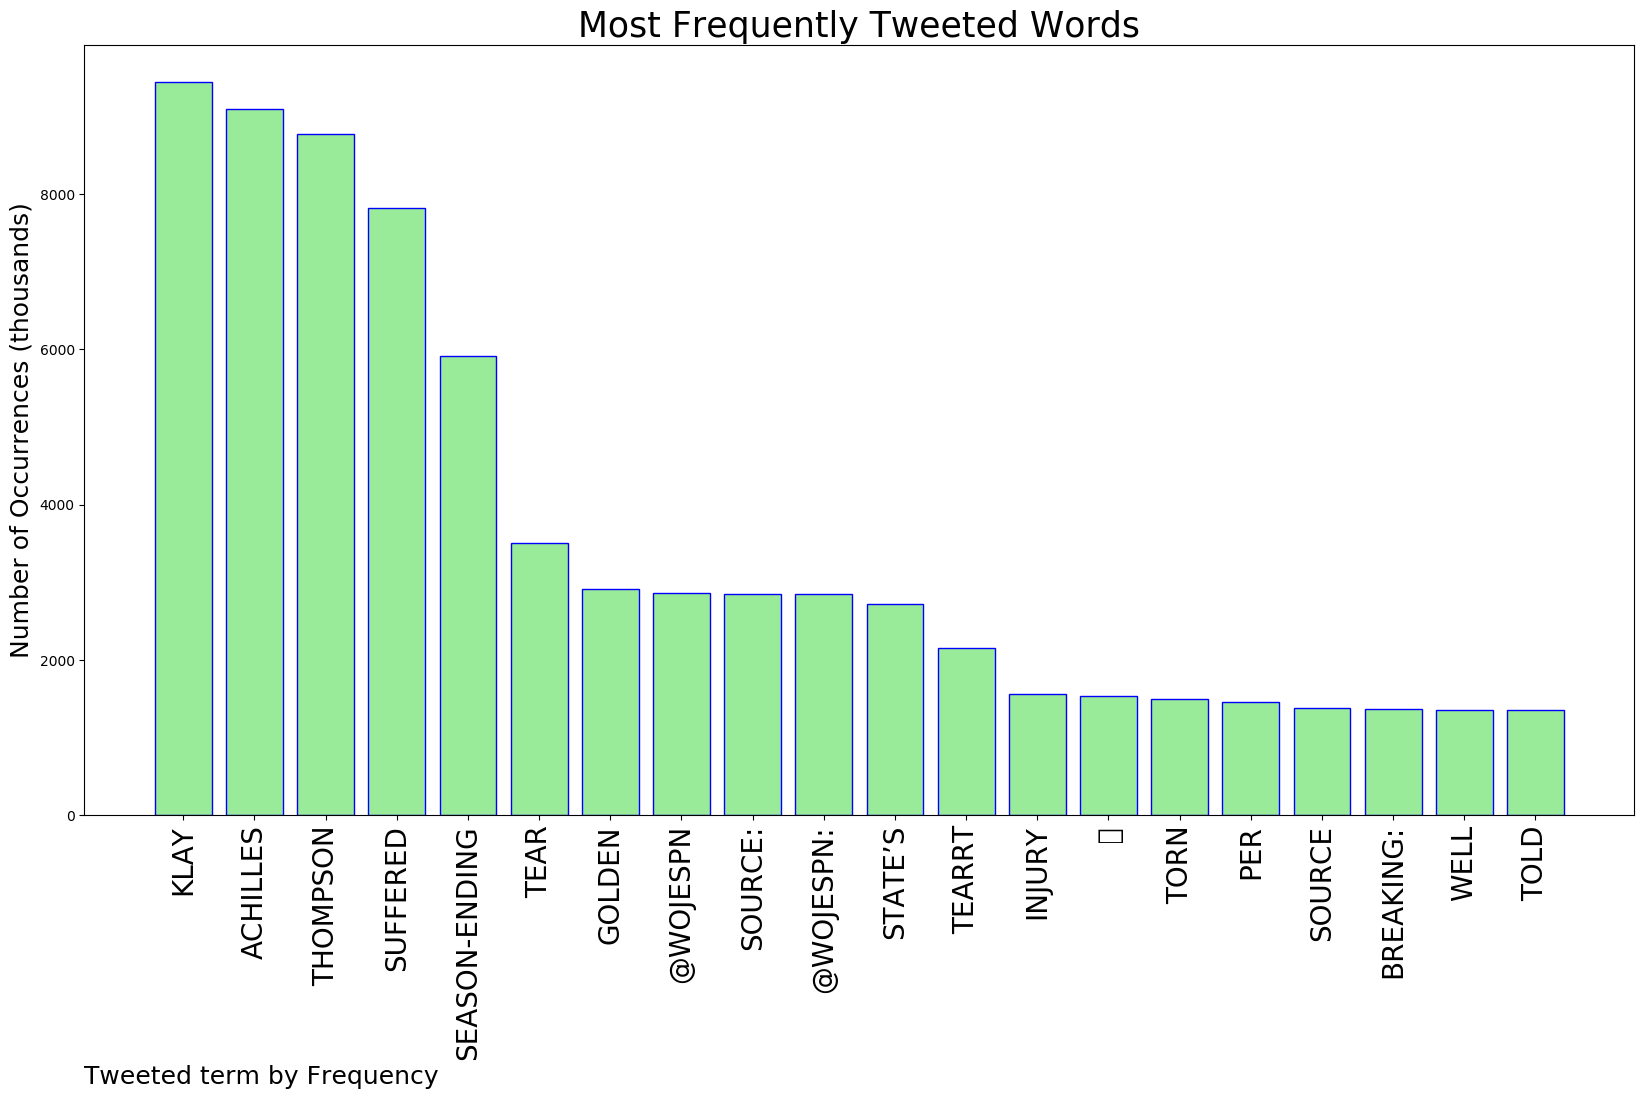 Most Frequently Tweeted Words
Number of Occurrences (thousands)
8000
6000
4000
2000
0
KLAY
ACHILLES
THOMPSON
SUFFERED
SEASON-ENDING
TEAR
GOLDEN
@WOJESPN
SOURCE:
@WOJESPN:
STATE’S
TEARRT
INJURY
TORN
PER
SOURCE
BREAKING:
WELL
TOLD
Tweeted term by Frequency